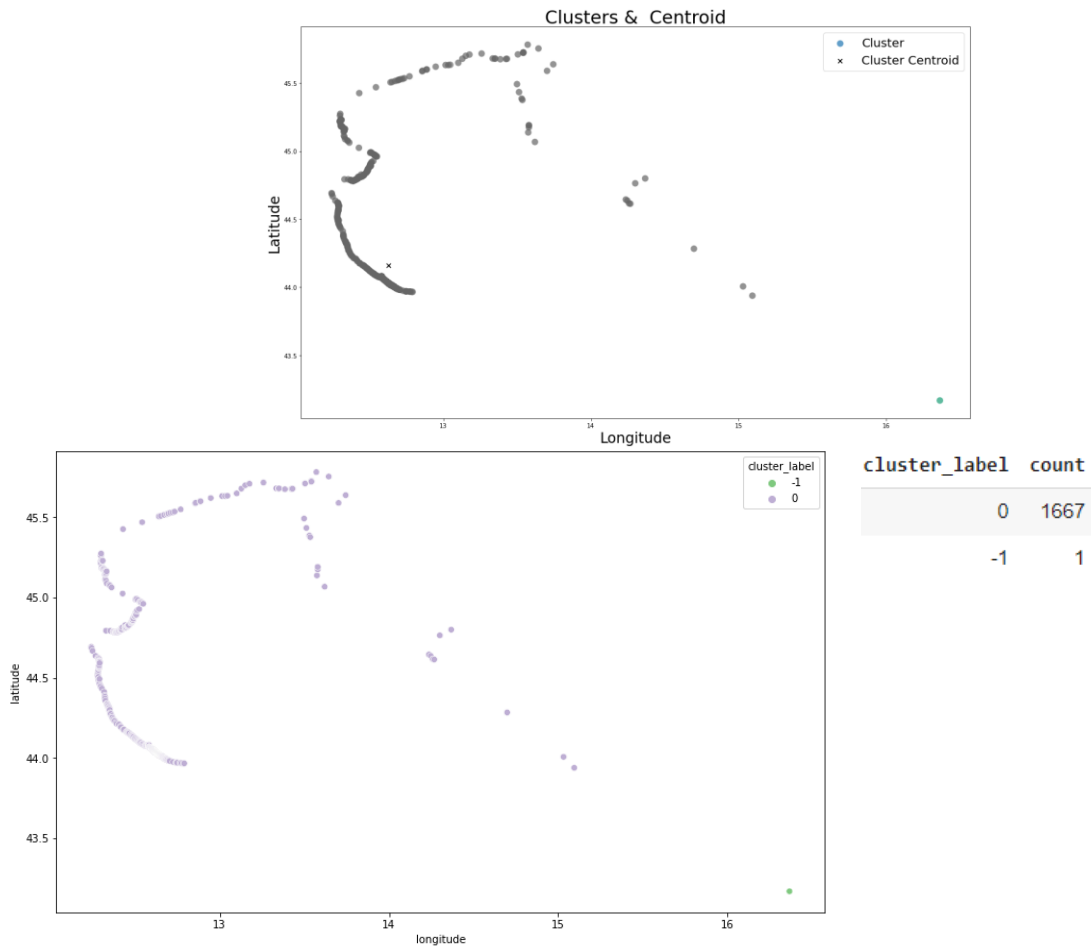 Clusters &  Centroid
Cluster
Cluster Centroid
45.5
45.0
44.5
44.0
43.5
Latitude
13
14
15
16
Longitude
cluster_label
-1
0
45.5
45.0
44.5
44.0
43.5
latitude
13
14
15
16
longitude
cluster_label count
0 1667
-1 1